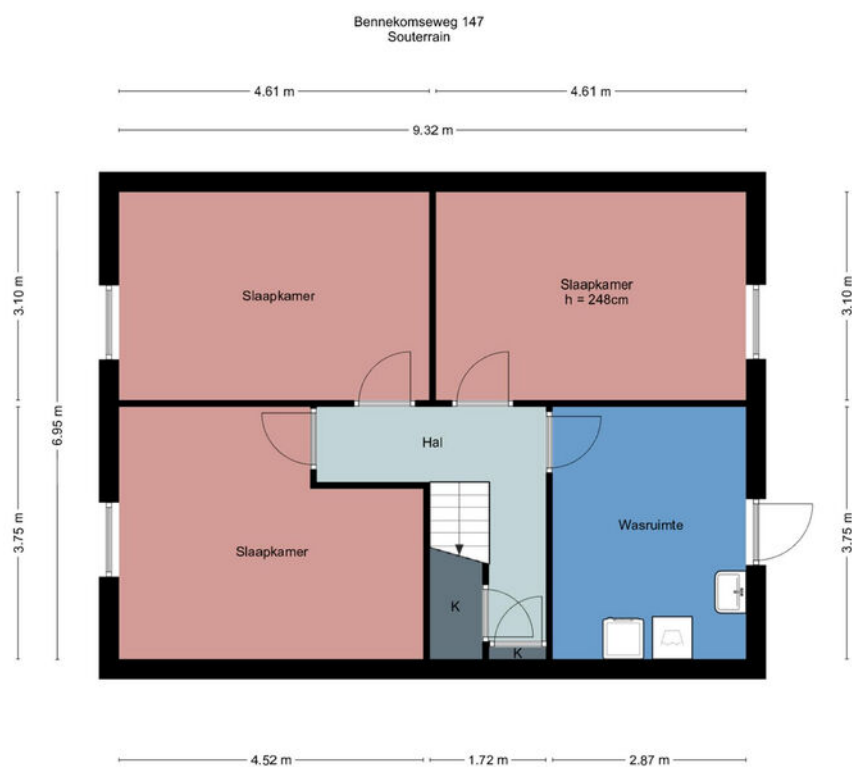 Bennekomseweg 147
Souterrain
4.61 m
4.61 m
9.32 m
3.10 m
6.95 m
3.10 m
Slaapkamer
Slaapkamer
h = 248cm
Hal
3.75 m
Slaapkamer
Wasruimte
3.75 m
K
K
4.52 m
1.72 m
2.87 m